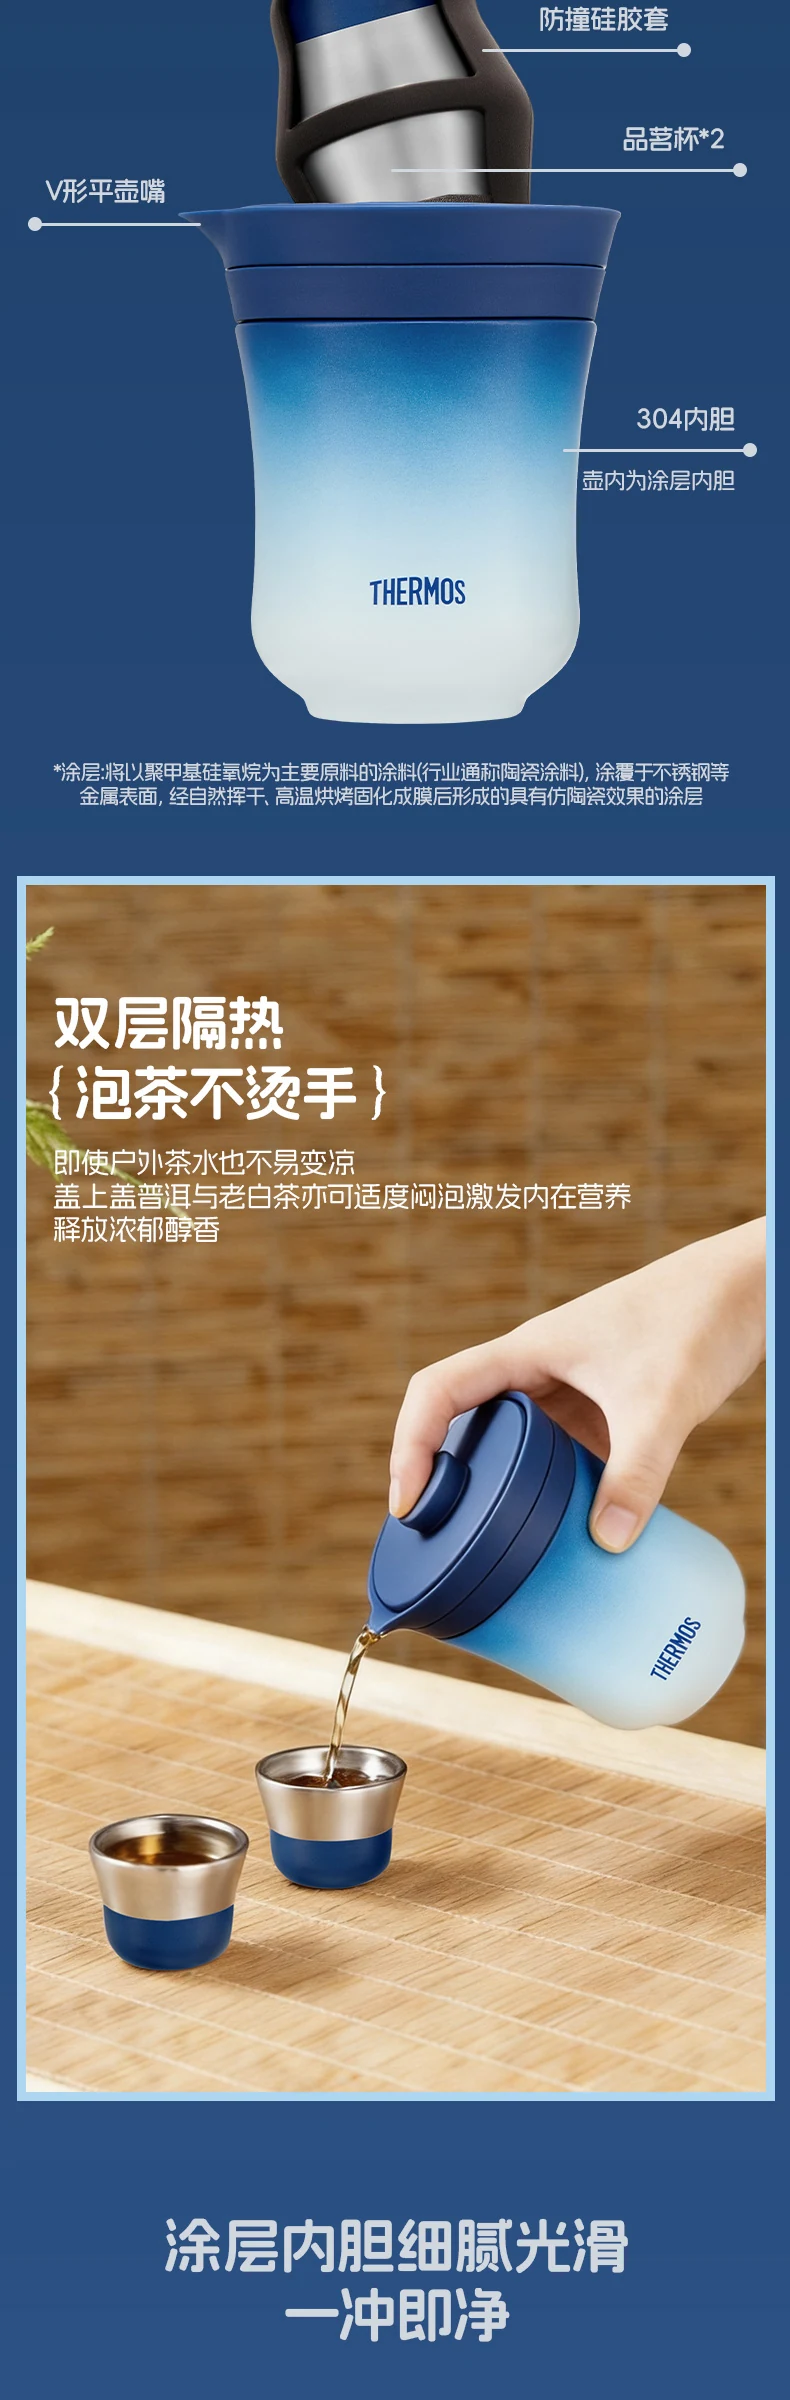 防撞硅胶套
品茗杯*2
V形平壶嘴
304内胆
壶内为涂层内胆
THERMOS
*涂层:将以聚甲基硅氧烷为主要原料的涂料(行业通称陶瓷涂料), 涂覆于不锈钢等
金属表面, 经自然挥干、高温烘烤固化成膜后形成的具有仿陶瓷效果的涂层
双层隔热
{泡茶不烫手}
即使户外茶水也不易变凉
盖上盖普洱与老白茶亦可适度闷泡激发内在营养
释放浓郁醇香
THERMOS
涂层内胆细腻光滑
一冲即净